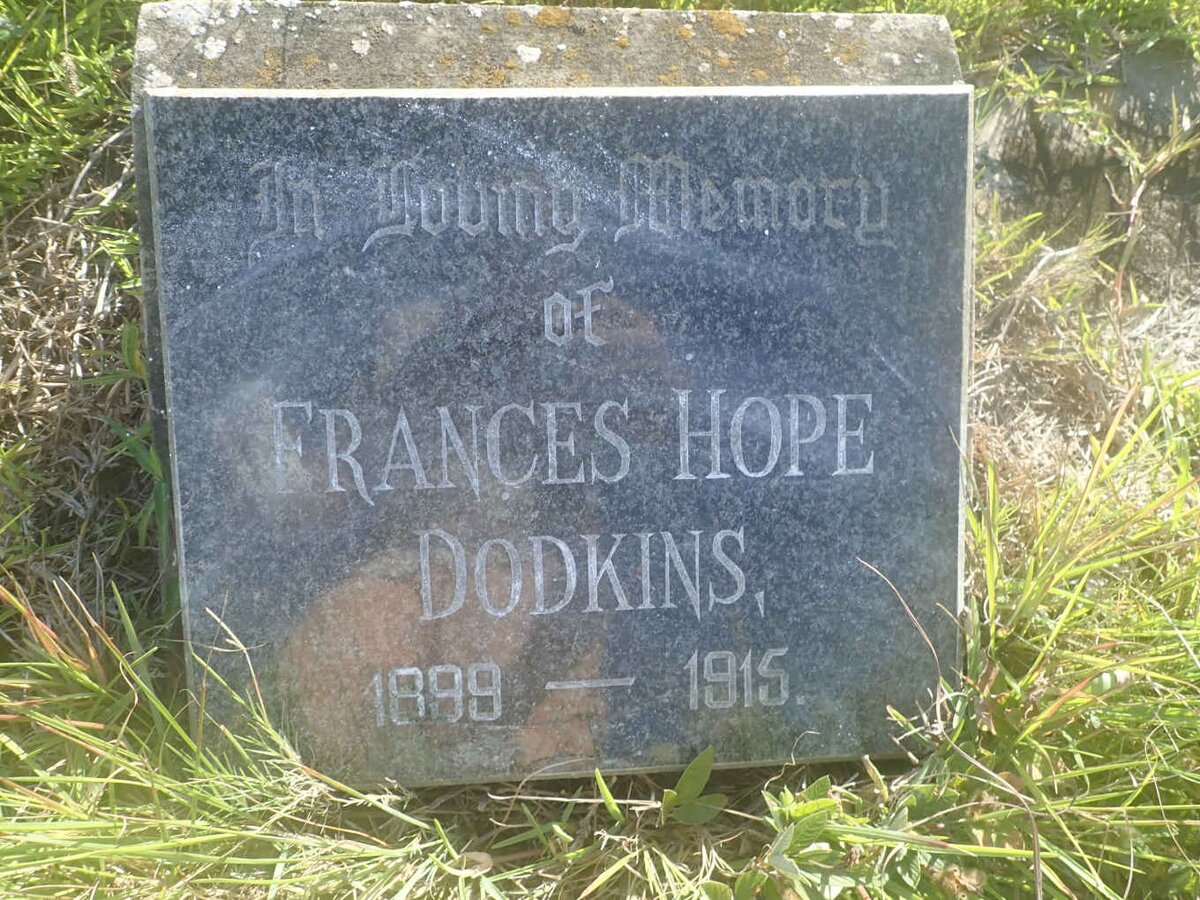 In Loving Memory
of
FRANCES HOPE
DODKINS,
1899 — 1915.